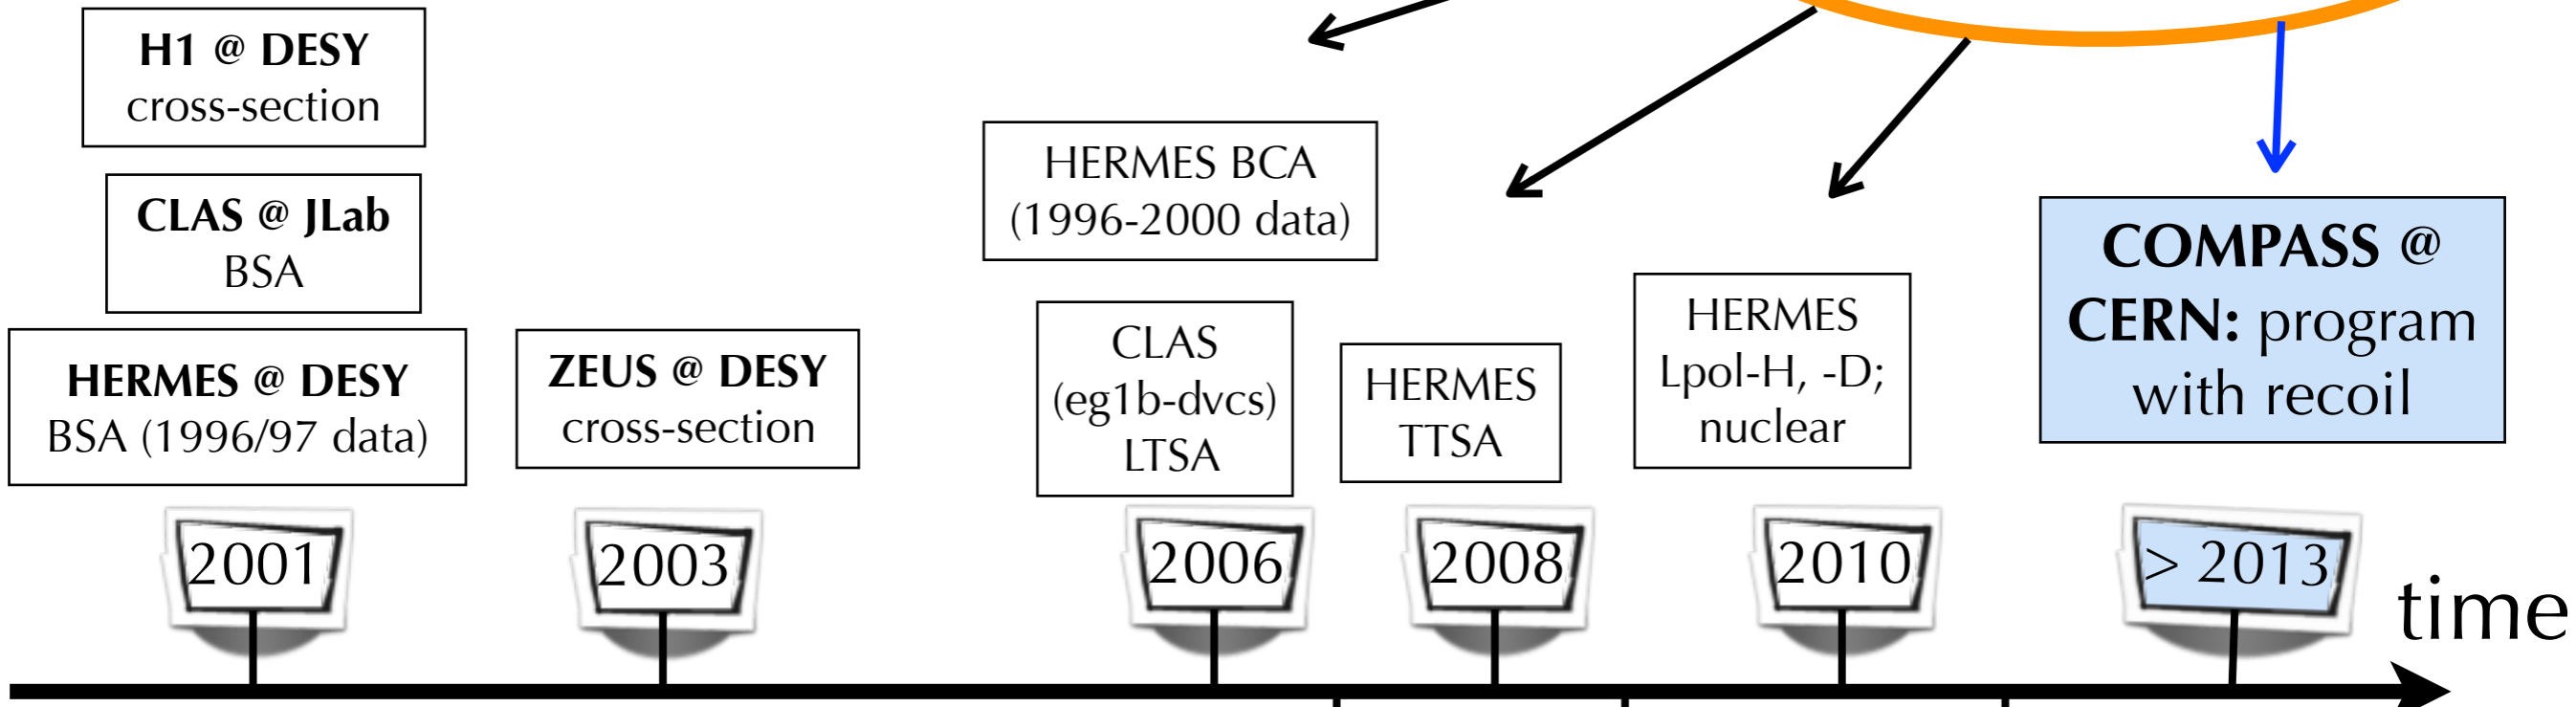 H1 @ DESY
cross-section
CLAS @ JLab
BSA
HERMES @ DESY
BSA (1996/97 data)
ZEUS @ DESY
cross-section
HERMES BCA
(1996-2000 data)
CLAS
(eg1b-dvcs)
LTSA
HERMES
TTSA
HERMES
Lpol-H, -D;
nuclear
COMPASS @
CERN: program
with recoil
2001
2003
2006
2008
2010
> 2013
time